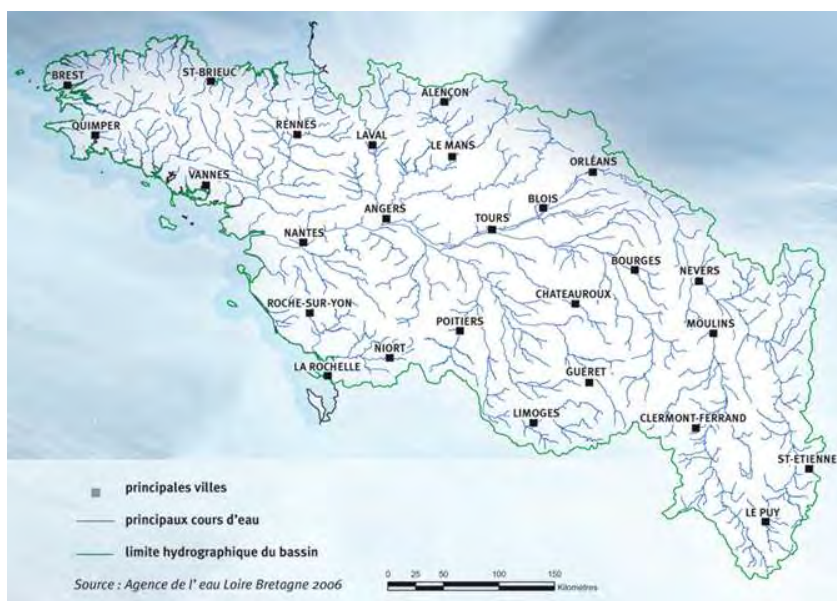 BREST
ST-BRIEUC
ALENÇON
QUIMPER
RENNES
LAVAL
LE MANS
ORLÉANS
VANNES
BLOIS
ANGERS
TOURS
NANTES
BOURGES
NEVERS
CHATEAUROUX
ROCHE-SUR-YON
POITIERS
MOULINS
NIORT
LA ROCHELLE
GUÉRET
LIMOGES
CLERMONT-FERRAND
ST-ETIENNE
LE PUY
principales villes
principaux cours d'eau
limite hydrographique du bassin
Source : Agence de l' eau Loire Bretagne 2006
0 25 50 100 150
Kilomètres